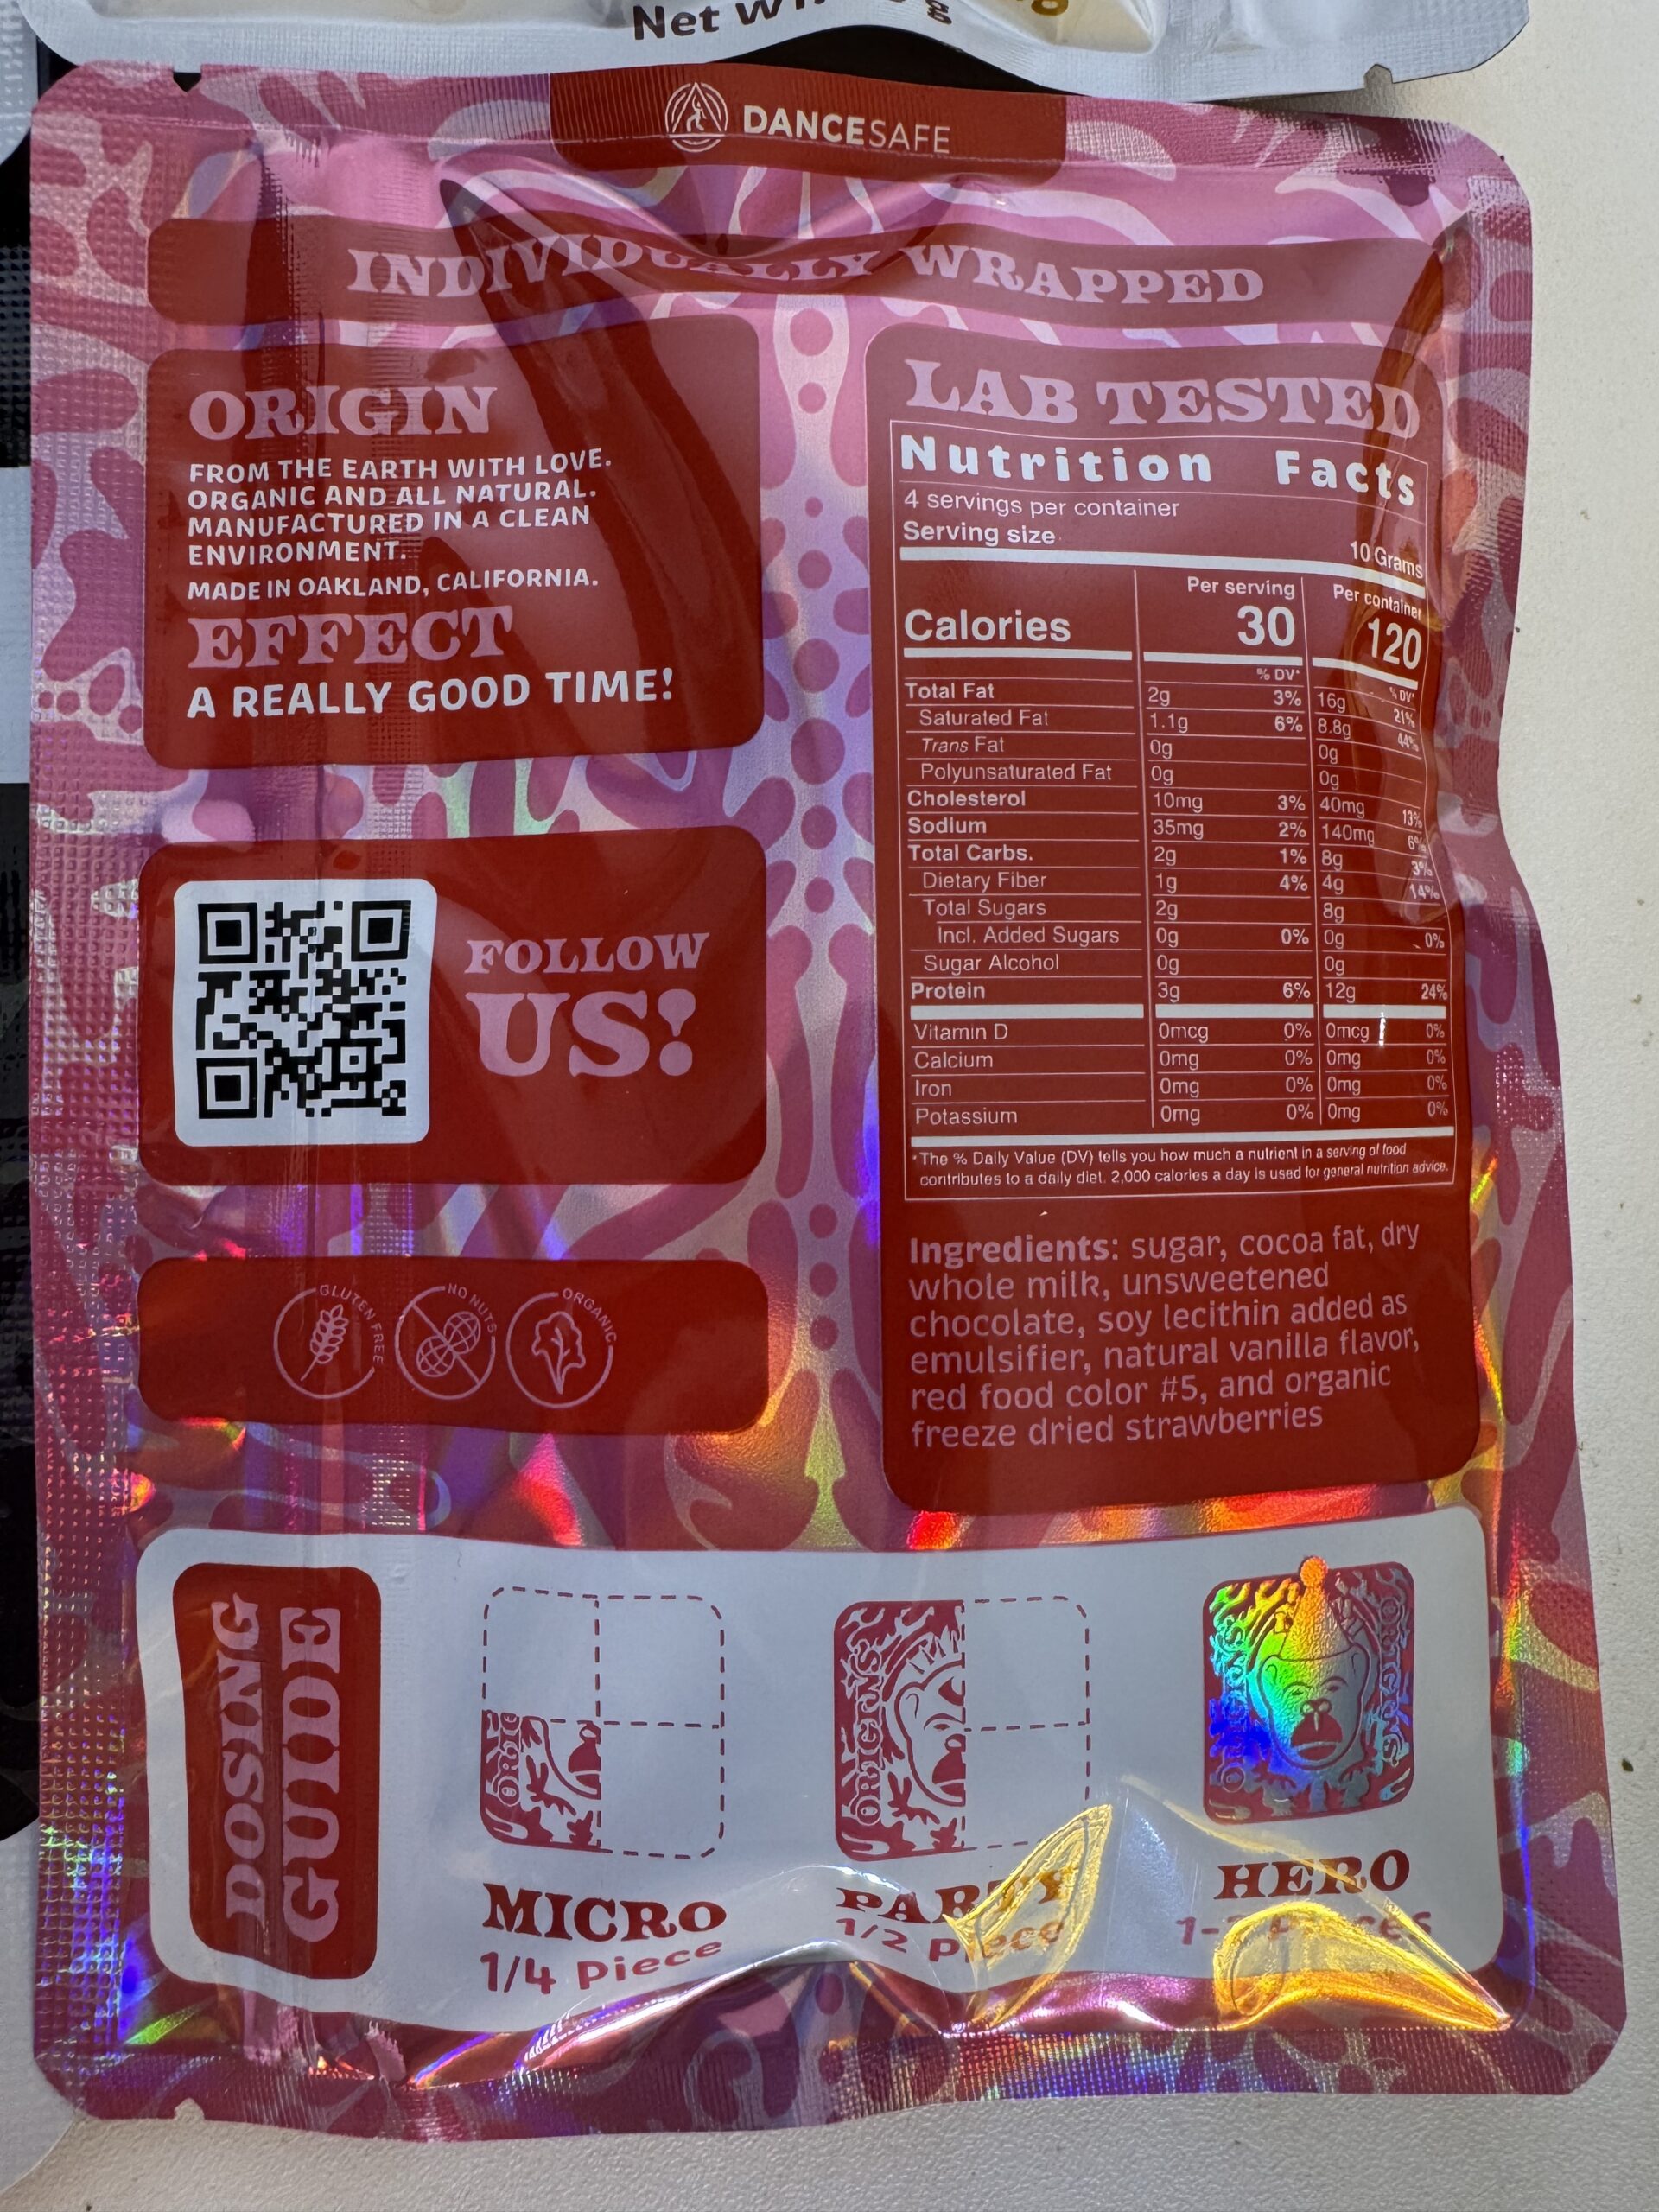 Net
DANCESAFE
INDIVIDUALLY WRAPPED
ORIGIN
FROM THE EARTH WITH LOVE.
ORGANIC AND ALL NATURAL.
MANUFACTURED IN A CLEAN
ENVIRONMENT.
MADE IN OAKLAND, CALIFORNIA.
EFFECT
A REALLY GOOD TIME!
FOLLOW
US!
GLUTEN FREE
NO NUTS
ORGANIC
LAB TESTED
Nutrition Facts
4 servings per container
Serving size 10 Grams
Per serving Per container
Calories 30 120
% DV* % DV*
Total Fat 2g 3% 16g 21%
Saturated Fat 1.1g 6% 8.8g 44%
Trans Fat 0g 0g
Polyunsaturated Fat 0g 0g
Cholesterol 10mg 3% 40mg 13%
Sodium 35mg 2% 140mg 6%
Total Carbs. 2g 1% 8g 3%
Dietary Fiber 1g 4% 4g 14%
Total Sugars 2g 8g
Incl. Added Sugars 0g 0% 0g 0%
Sugar Alcohol 0g 0g
Protein 3g 6% 12g 24%
Vitamin D 0mcg 0% 0mcg 0%
Calcium 0mg 0% 0mg 0%
Iron 0mg 0% 0mg 0%
Potassium 0mg 0% 0mg 0%
*The % Daily Value (DV) tells you how much a nutrient in a serving of food
contributes to a daily diet. 2,000 calories a day is used for general nutrition advice.
Ingredients: sugar, cocoa fat, dry
whole milk, unsweetened
chocolate, soy lecithin added as
emulsifier, natural vanilla flavor,
red food color #5, and organic
freeze dried strawberries
DOSING
GUIDE
ORIGINS
ORIGINS
ORIGINS
MICRO
1/4 Piece
PARTY
1/2 Piece
HERO